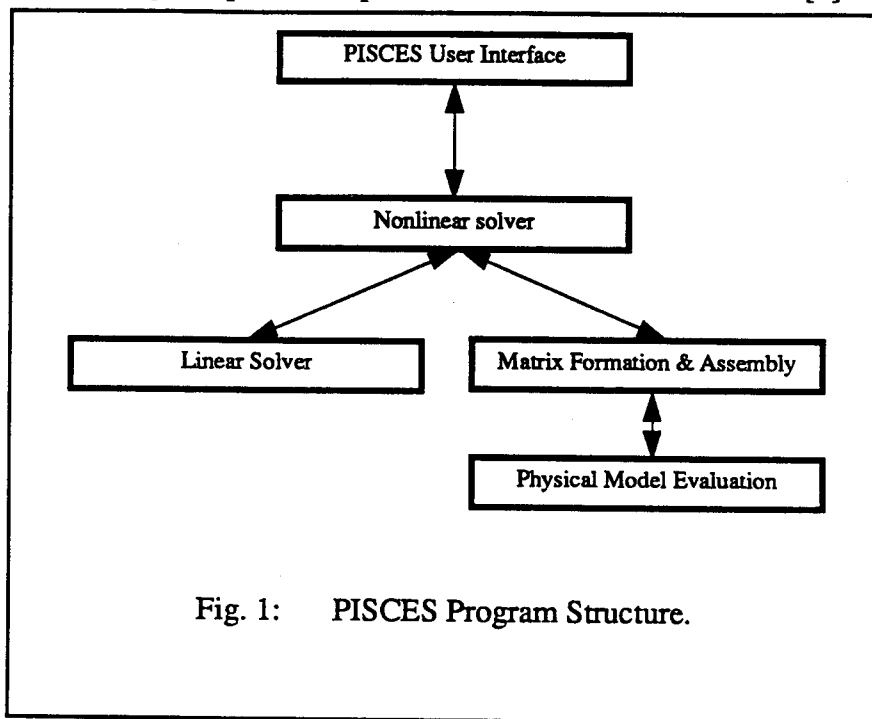 PISCES User Interface
Nonlinear solver
Linear Solver
Matrix Formation & Assembly
Physical Model Evaluation
Fig. 1: PISCES Program Structure.